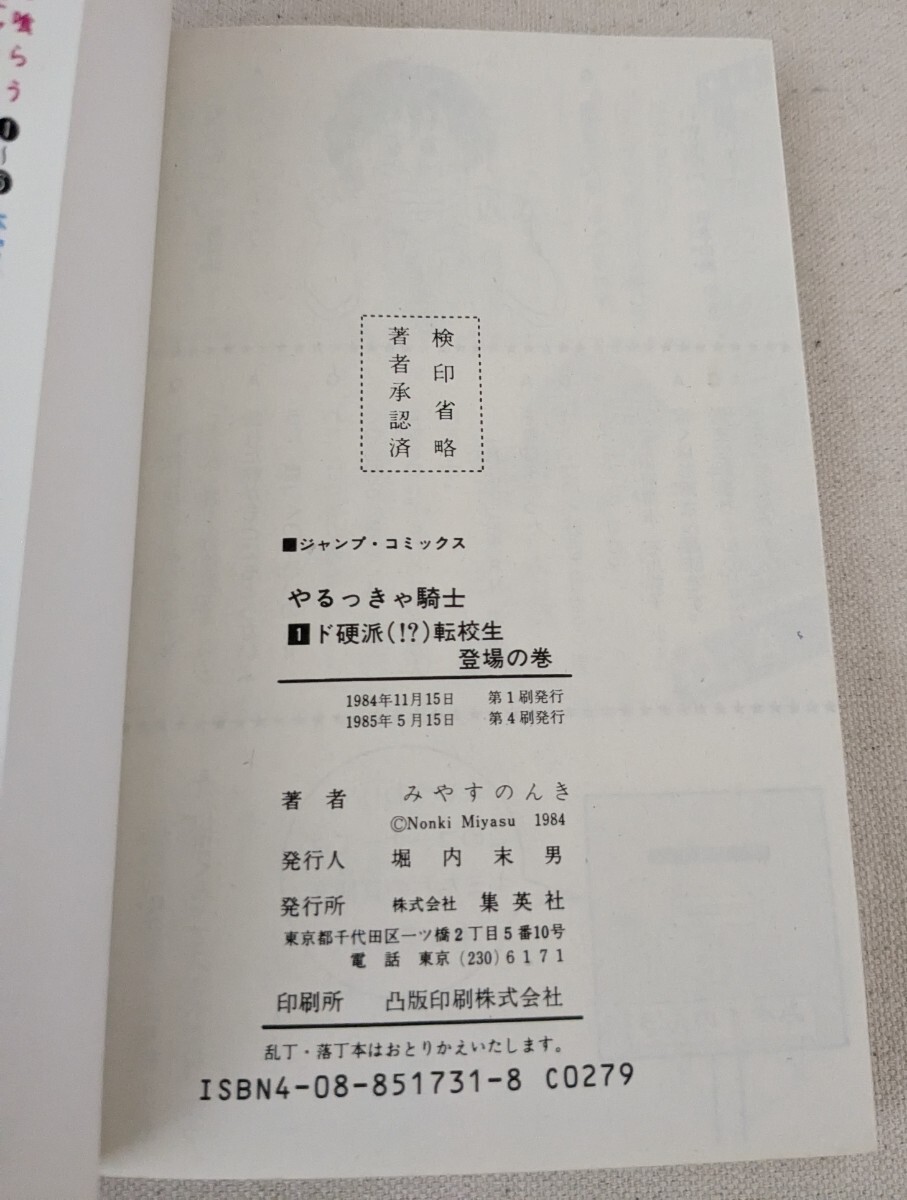 喰らう
検印省略
著者承認済
■ジャンプ・コミックス
やるっきゃ騎士
1ド硬派(!?)転校生
登場の巻
1984年11月15日 第1刷発行
1985年5月15日 第4刷発行
著者 みやすのんき
©Nonki Miyasu 1984
発行人 堀内末男
発行所 株式会社 集英社
東京都千代田区一ツ橋2丁目5番10号
電話 東京(230)6171
印刷所 凸版印刷株式会社
乱丁・落丁本はおとりかえいたします。
ISBN4-08-851731-8 C0279